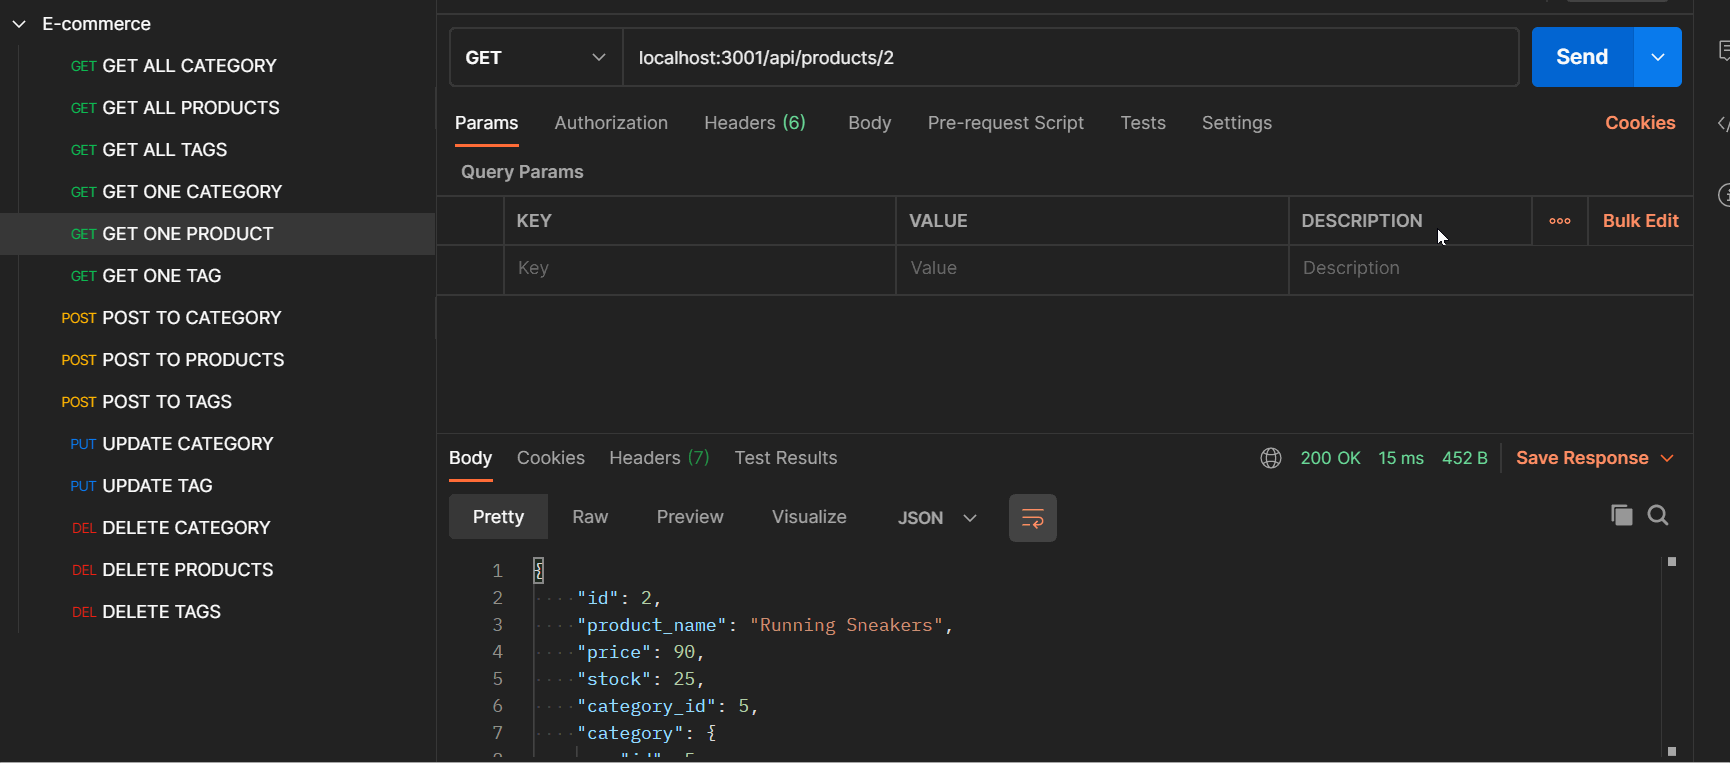 E-commerce
GET GET ALL CATEGORY
GET GET ALL PRODUCTS
GET GET ALL TAGS
GET GET ONE CATEGORY
GET GET ONE PRODUCT
GET GET ONE TAG
POST POST TO CATEGORY
POST POST TO PRODUCTS
POST POST TO TAGS
PUT UPDATE CATEGORY
PUT UPDATE TAG
DEL DELETE CATEGORY
DEL DELETE PRODUCTS
DEL DELETE TAGS
GET localhost:3001/api/products/2 Send
Params Authorization Headers (6) Body Pre-request Script Tests Settings Cookies
Query Params
KEY VALUE DESCRIPTION ooo Bulk Edit
Key Value Description
Body Cookies Headers (7) Test Results 200 OK 15 ms 452 B Save Response
Pretty Raw Preview Visualize JSON
1 {
2 "id": 2,
3 "product_name": "Running Sneakers",
4 "price": 90,
5 "stock": 25,
6 "category_id": 5,
7 "category": {